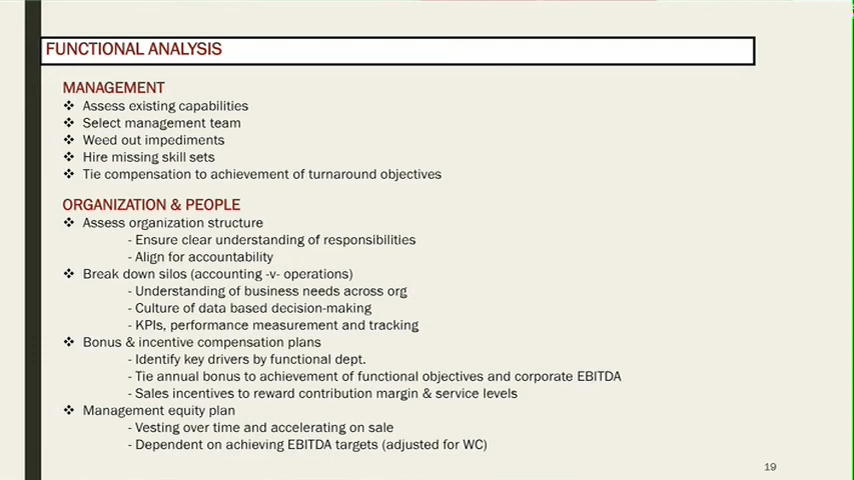 FUNCTIONAL ANALYSIS
MANAGEMENT
❖ Assess existing capabilities
❖ Select management team
❖ Weed out impediments
❖ Hire missing skill sets
❖ Tie compensation to achievement of turnaround objectives
ORGANIZATION & PEOPLE
❖ Assess organization structure
- Ensure clear understanding of responsibilities
- Align for accountability
❖ Break down silos (accounting -v- operations)
- Understanding of business needs across org
- Culture of data based decision-making
- KPIs, performance measurement and tracking
❖ Bonus & incentive compensation plans
- Identify key drivers by functional dept.
- Tie annual bonus to achievement of functional objectives and corporate EBITDA
- Sales incentives to reward contribution margin & service levels
❖ Management equity plan
- Vesting over time and accelerating on sale
- Dependent on achieving EBITDA targets (adjusted for WC)
19